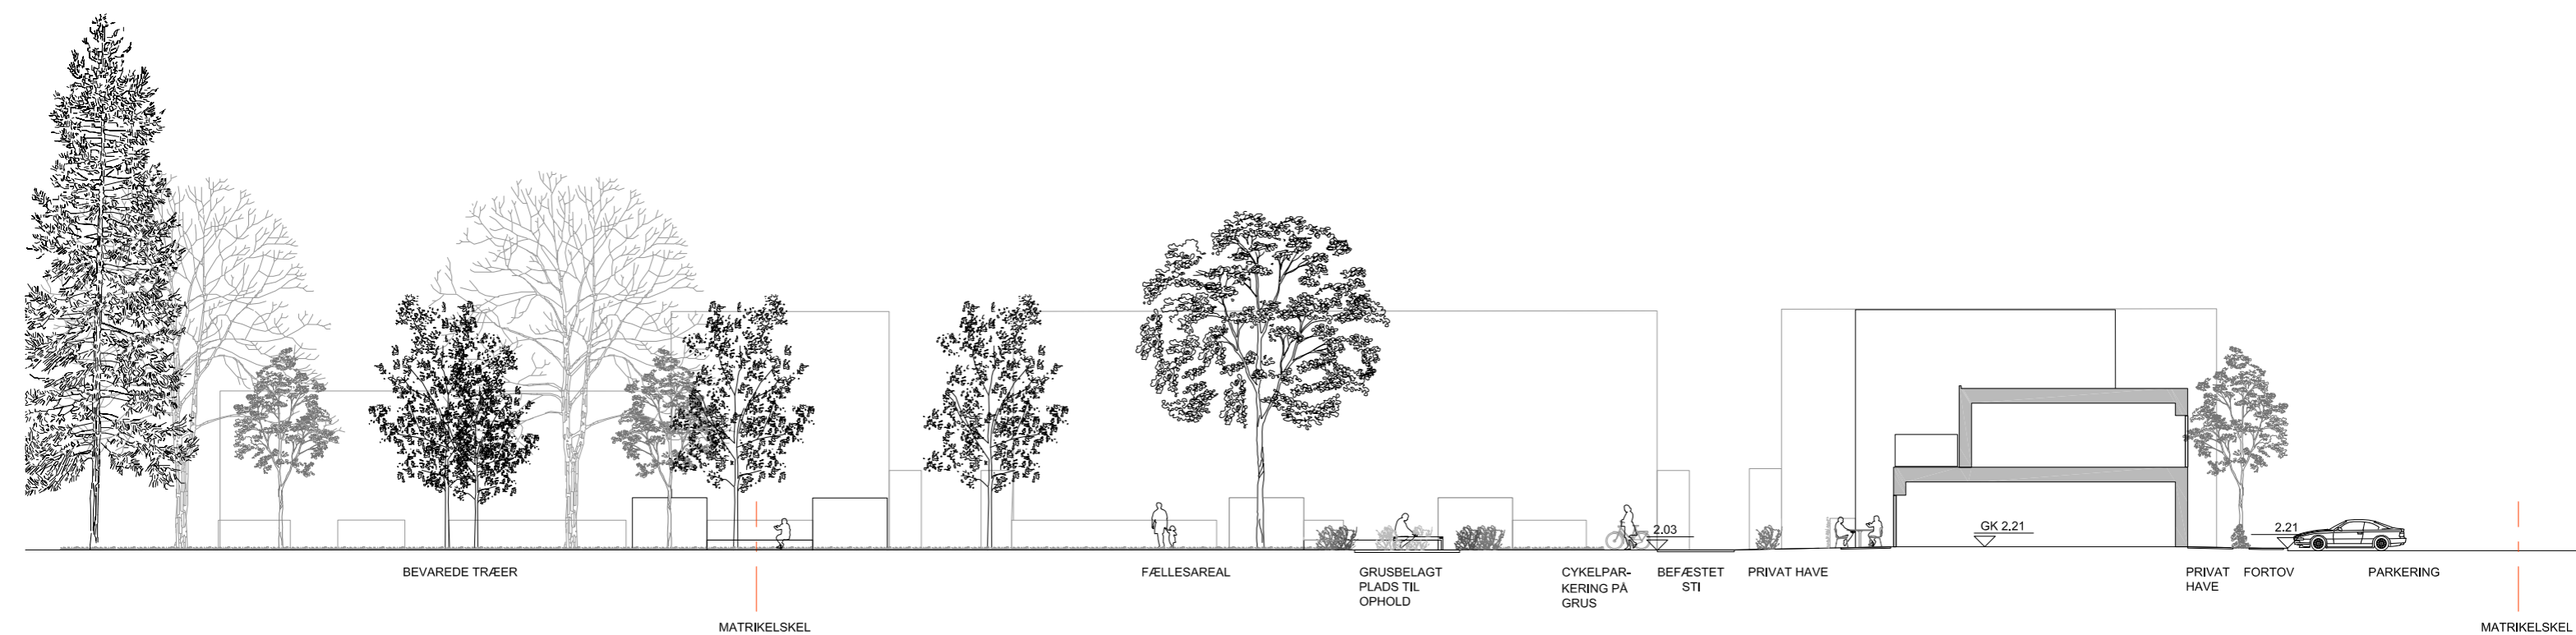 2.03
GK 2.21
2.21
BEVAREDE TRÆER
FÆLLESAREAL
GRUSBELAGT
PLADS TIL
OPHOLD
CYKELPAR-
KERING PÅ
GRUS
BEFÆSTET
STI
PRIVAT HAVE
PRIVAT
HAVE
FORTOV
PARKERING
MATRIKELSKEL
MATRIKELSKEL